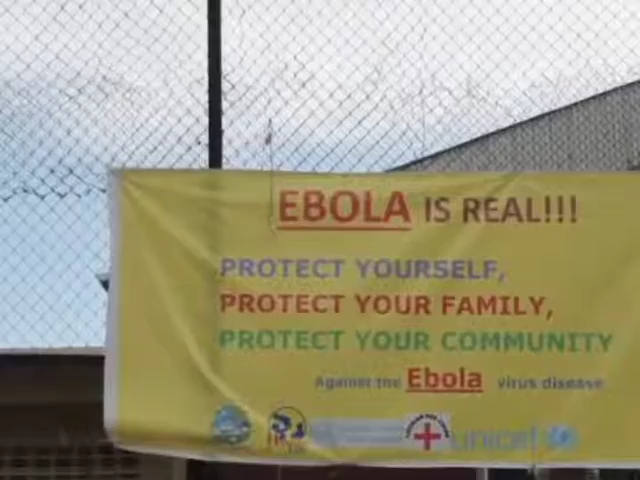 EBOLA IS REAL!!!
PROTECT YOURSELF,
PROTECT YOUR FAMILY,
PROTECT YOUR COMMUNITY
Against the Ebola virus disease
unicef